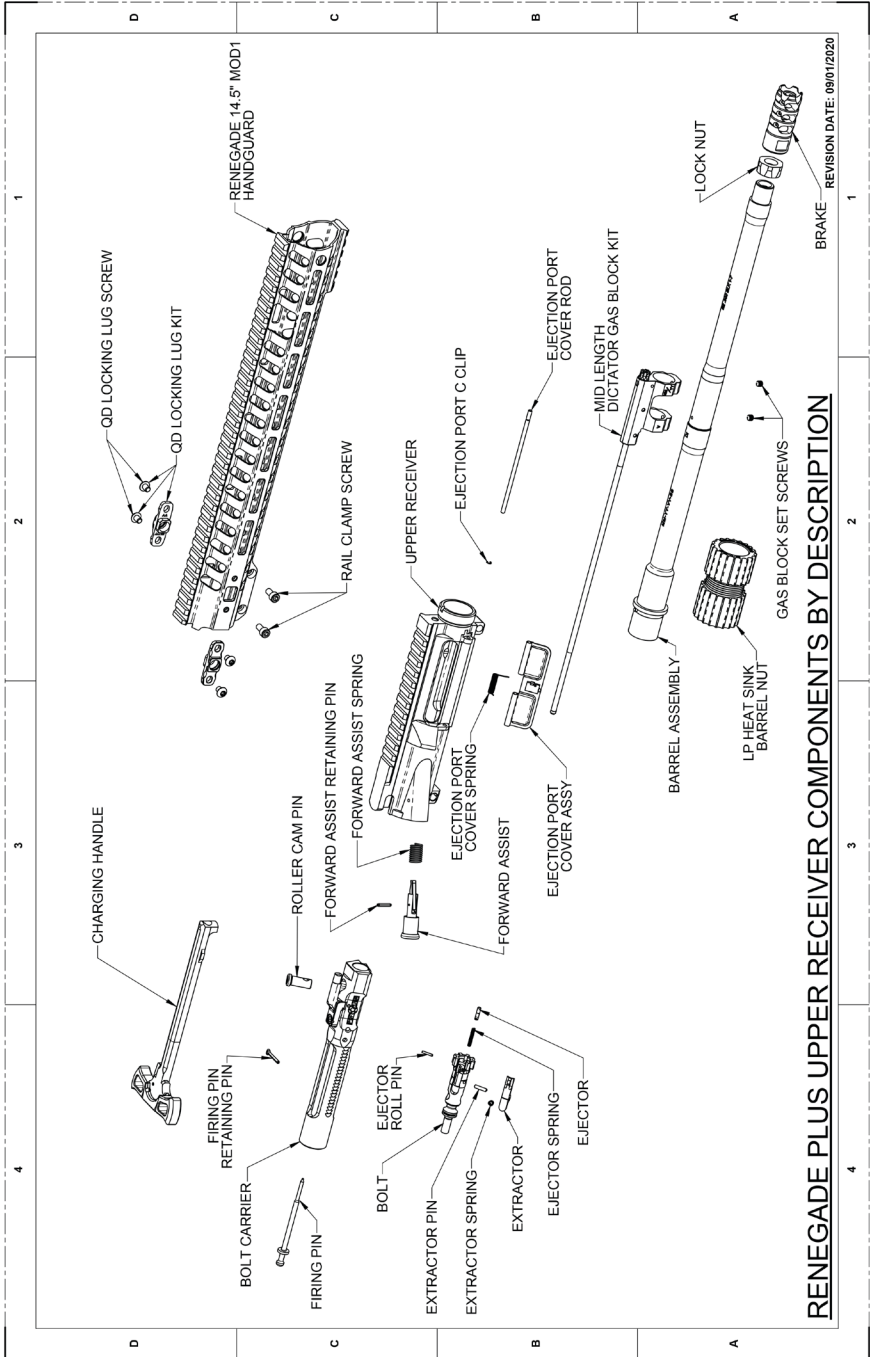 4
3
2
1
D
D
C
C
B
B
A
A
CHARGING HANDLE
QD LOCKING LUG SCREW
QD LOCKING LUG KIT
RENEGADE 14.5" MOD1
HANDGUARD
FIRING PIN
RETAINING PIN
ROLLER CAM PIN
RAIL CLAMP SCREW
BOLT CARRIER
FORWARD ASSIST RETAINING PIN
FORWARD ASSIST SPRING
UPPER RECEIVER
FIRING PIN
EJECTOR
ROLL PIN
EJECTION PORT C CLIP
BOLT
EJECTION PORT
COVER SPRING
EJECTION PORT
COVER ROD
EXTRACTOR PIN
FORWARD ASSIST
EXTRACTOR SPRING
EXTRACTOR
EJECTION PORT
COVER ASSY
EJECTOR SPRING
EJECTOR
MID LENGTH
DICTATOR GAS BLOCK KIT
BARREL ASSEMBLY
LOCK NUT
LP HEAT SINK
BARREL NUT
GAS BLOCK SET SCREWS
BRAKE
RENEGADE PLUS UPPER RECEIVER COMPONENTS BY DESCRIPTION
REVISION DATE: 09/01/2020
4
3
2
1